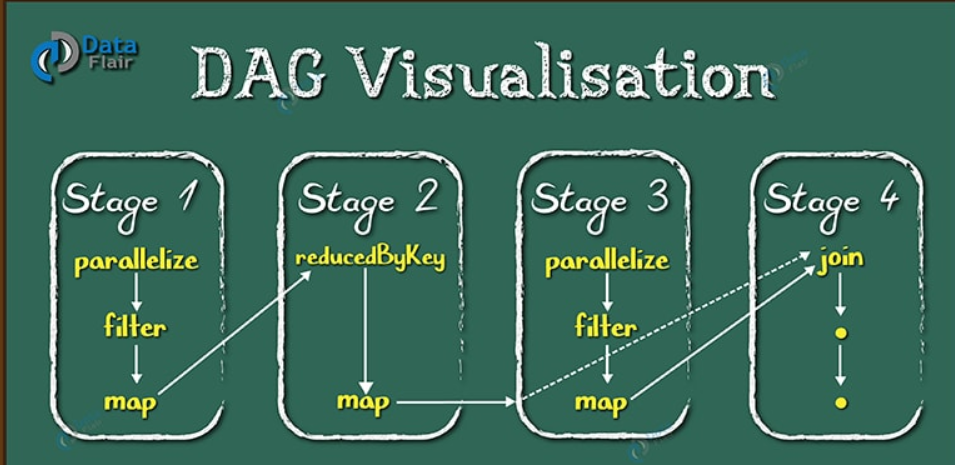 Data
Flair
DAG Visualisation
Stage 1
parallelize
filter
map
Stage 2
reducedByKey
map
Stage 3
parallelize
filter
map
Stage 4
join